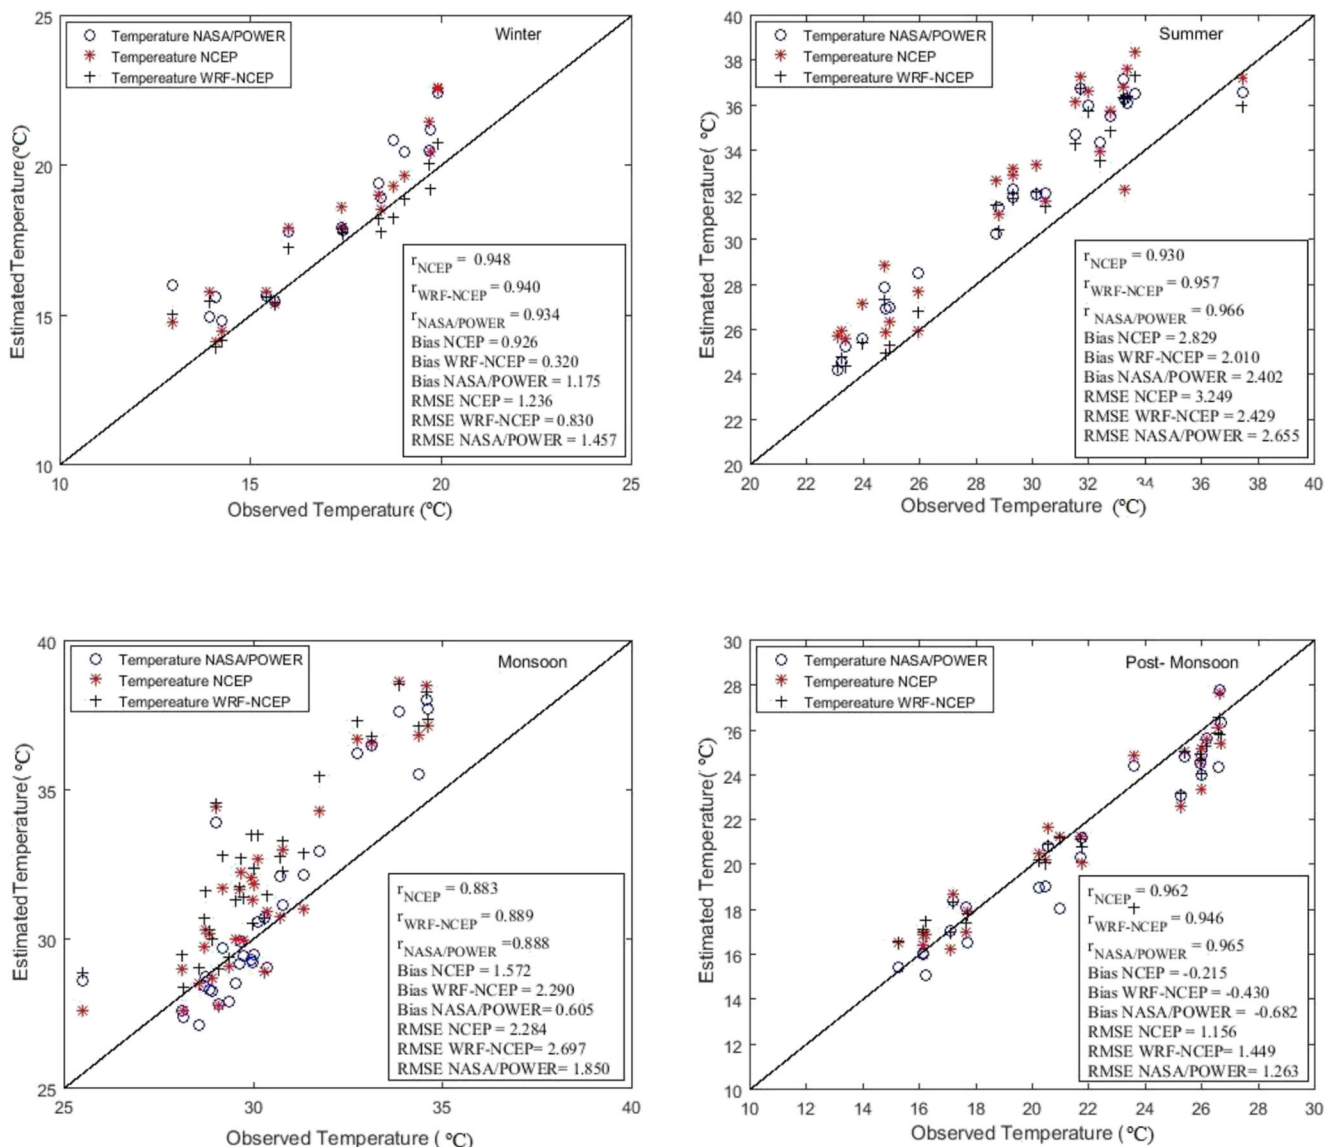 25
20
15
10
10
15
20
25
Estimated Temperature (°C)
Observed Temperature (°C)
Temperature NASA/POWER
Tempereature NCEP
Tempereature WRF-NCEP
Winter
rNCEP = 0.948
rWRF-NCEP = 0.940
rNASA/POWER = 0.934
Bias NCEP = 0.926
Bias WRF-NCEP = 0.320
Bias NASA/POWER = 1.175
RMSE NCEP = 1.236
RMSE WRF-NCEP = 0.830
RMSE NASA/POWER = 1.457
40
38
36
34
32
30
28
26
24
22
20
20
22
24
26
28
30
32
34
36
38
40
Estimated Temperature( °C)
Observed Temperature (°C)
Temperature NASA/POWER
Tempereature NCEP
Tempereature WRF-NCEP
Summer
rNCEP = 0.930
rWRF-NCEP = 0.957
rNASA/POWER = 0.966
Bias NCEP = 2.829
Bias WRF-NCEP = 2.010
Bias NASA/POWER = 2.402
RMSE NCEP = 3.249
RMSE WRF-NCEP = 2.429
RMSE NASA/POWER = 2.655
40
35
30
25
25
30
35
40
Estimated Temperature( °C)
Observed Temperature ( °C)
Temperature NASA/POWER
Tempereature NCEP
Tempereature WRF-NCEP
Monsoon
rNCEP = 0.883
rWRF-NCEP = 0.889
rNASA/POWER =0.888
Bias NCEP = 1.572
Bias WRF-NCEP = 2.290
Bias NASA/POWER= 0.605
RMSE NCEP = 2.284
RMSE WRF-NCEP= 2.697
RMSE NASA/POWER= 1.850
30
28
26
24
22
20
18
16
14
12
10
10
12
14
16
18
20
22
24
26
28
30
Estimated Temperature( °C)
Observed Temperature (°C)
Temperature NASA/POWER
Tempereature NCEP
Tempereature WRF-NCEP
Post- Monsoon
rNCEP = 0.962
rWRF-NCEP = 0.946
rNASA/POWER = 0.965
Bias NCEP = -0.215
Bias WRF-NCEP = -0.430
Bias NASA/POWER = -0.682
RMSE NCEP = 1.156
RMSE WRF-NCEP= 1.449
RMSE NASA/POWER= 1.263